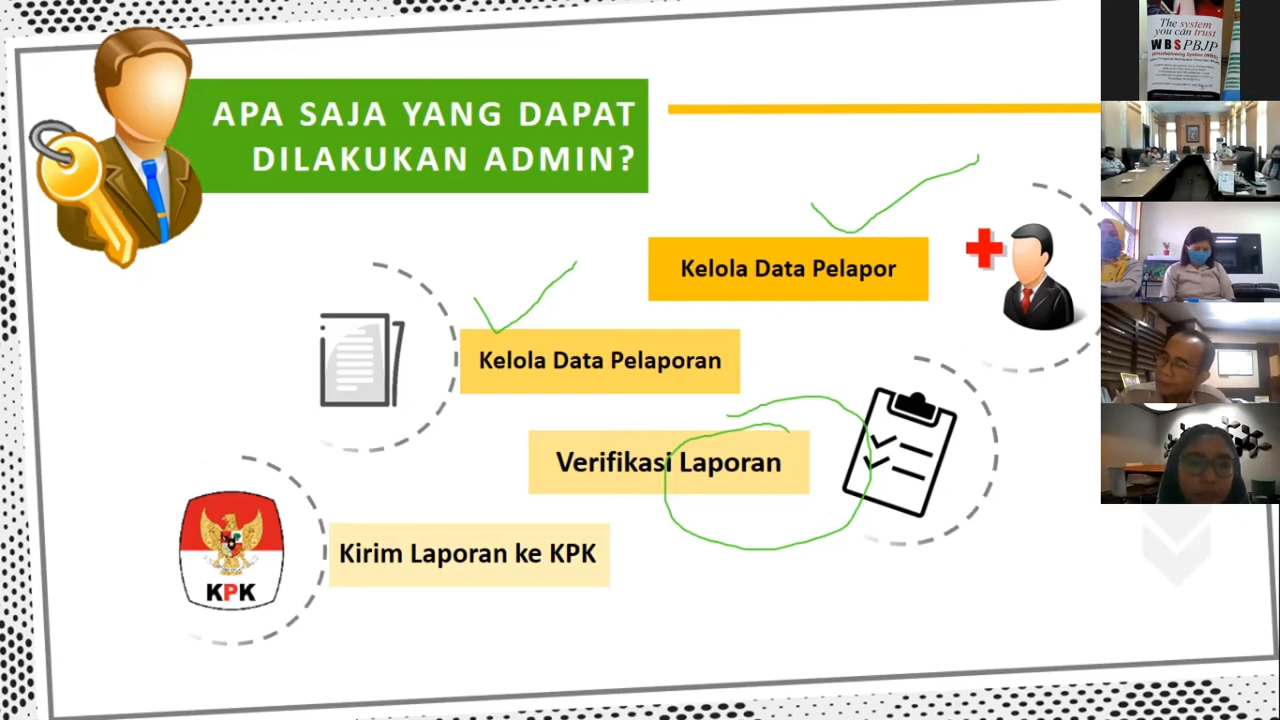 APA SAJA YANG DAPAT
DILAKUKAN ADMIN?
Kelola Data Pelapor
Kelola Data Pelaporan
Verifikasi Laporan
Kirim Laporan ke KPK
KPK
The system
you can trust
WBS PBJP